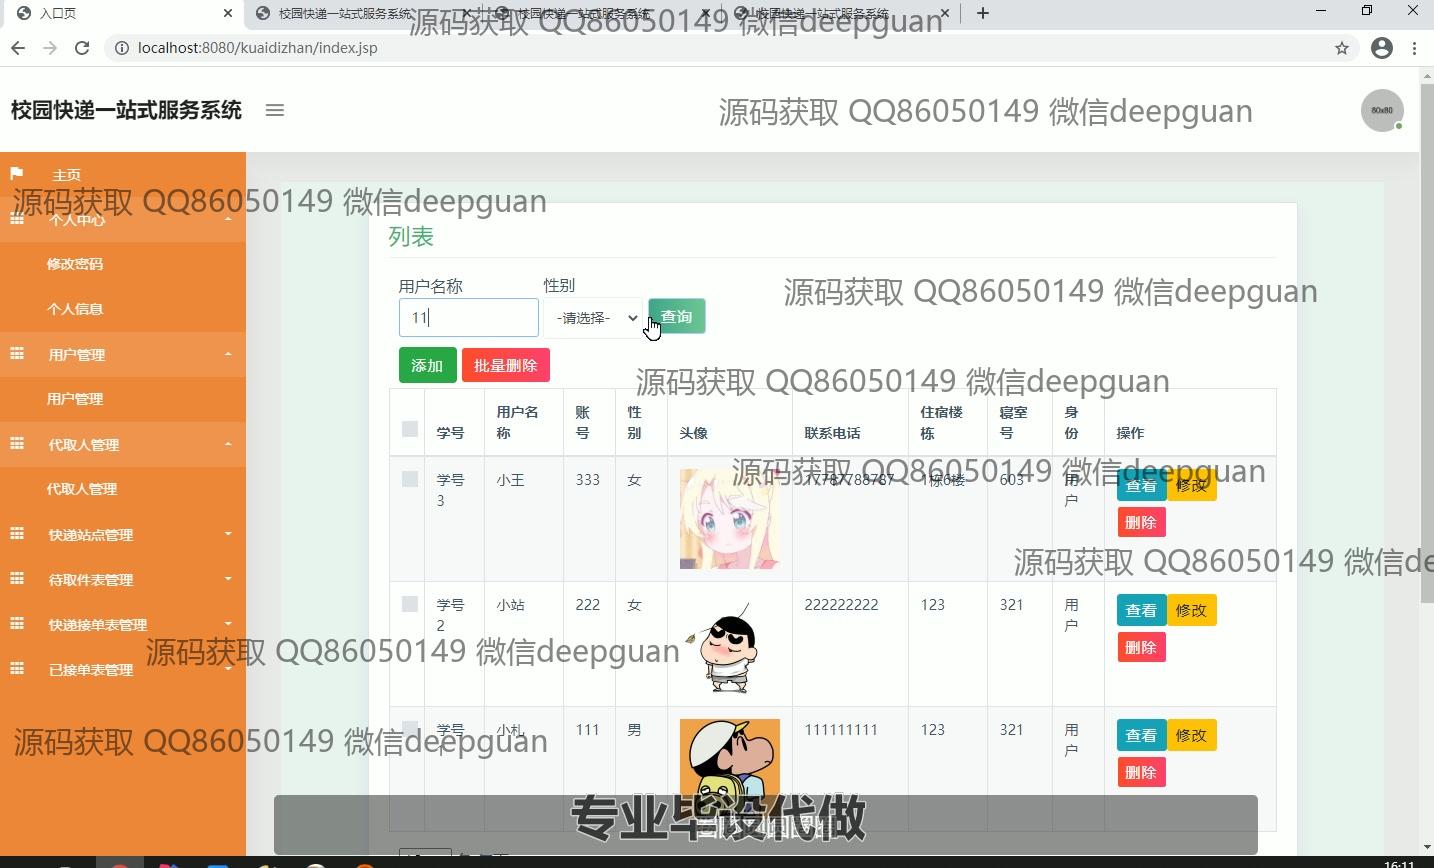 入口页
校园快递一站式服务系统
校园快递一站式服务系统
校园快递一站式服务系统
源码获取 QQ86050149 微信deepguan
localhost:8080/kuaidizhan/index.jsp
校园快递一站式服务系统
源码获取 QQ86050149 微信deepguan
80x80
主页
源码获取 QQ86050149 微信deepguan
个人中心
修改密码
个人信息
用户管理
用户管理
代取人管理
代取人管理
快递站点管理
待取件表管理
快递接单表管理
已接单表管理
列表
用户名称
性别
源码获取 QQ86050149 微信deepguan
11
-请选择-
查询
添加
批量删除
源码获取 QQ86050149 微信deepguan
学号
用户名称
账号
性别
头像
联系电话
住宿楼栋
寝室号
身份
操作
源码获取 QQ86050149 微信deepguan
学号3
小王
333
女
17787788787
1栋6楼
603
用户
查看
修改
删除
源码获取 QQ86050149 微信de
学号2
小站
222
女
222222222
123
321
用户
查看
修改
删除
源码获取 QQ86050149 微信deepguan
学号1
小札
111
男
111111111
123
321
用户
查看
修改
删除
源码获取 QQ86050149 微信deepguan
专业毕设代做
16:11